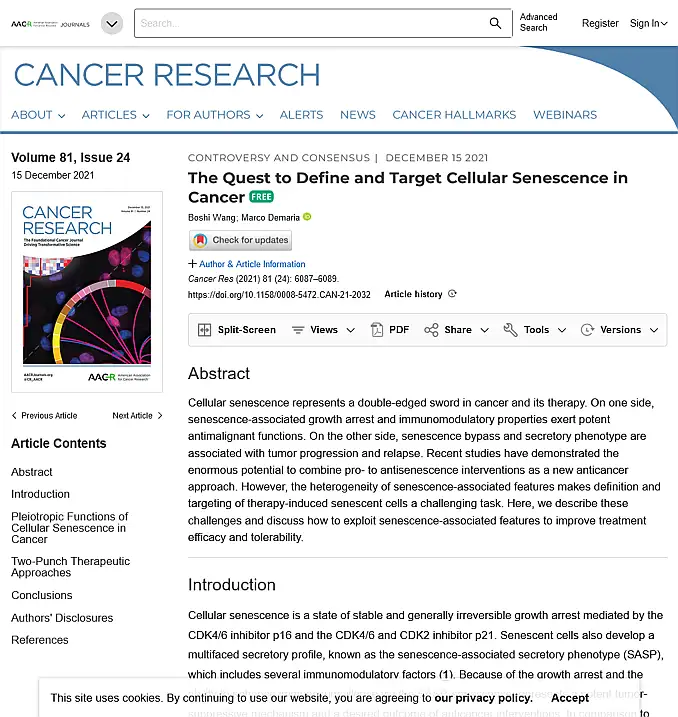 AACR JOURNALS
Search...
Advanced
Search
Register
Sign In
CANCER RESEARCH
ABOUT
ARTICLES
FOR AUTHORS
ALERTS
NEWS
CANCER HALLMARKS
WEBINARS
Volume 81, Issue 24
15 December 2021
CANCER
RESEARCH
The Foundational Cancer Journal
Driving Transformative Science
AACRJournals.org
AACR
American Association
for Cancer Research
Previous Article
Next Article
Article Contents
Abstract
Introduction
Pleiotropic Functions of
Cellular Senescence in
Cancer
Two-Punch Therapeutic
Approaches
Conclusions
Authors' Disclosures
References
CONTROVERSY AND CONSENSUS | DECEMBER 15 2021
The Quest to Define and Target Cellular Senescence in
Cancer FREE
Boshi Wang; Marco Demaria iD
Check for updates
+ Author & Article Information
Cancer Res (2021) 81 (24): 6087–6089.
https://doi.org/10.1158/0008-5472.CAN-21-2032
Article history
Split-Screen
Views
PDF
Share
Tools
Versions
Abstract
Cellular senescence represents a double-edged sword in cancer and its therapy. On one side,
senescence-associated growth arrest and immunomodulatory properties exert potent
antimalignant functions. On the other side, senescence bypass and secretory phenotype are
associated with tumor progression and relapse. Recent studies have demonstrated the
enormous potential to combine pro- to antisenescence interventions as a new anticancer
approach. However, the heterogeneity of senescence-associated features makes definition and
targeting of therapy-induced senescent cells a challenging task. Here, we describe these
challenges and discuss how to exploit senescence-associated features to improve treatment
efficacy and tolerability.
Introduction
Cellular senescence is a state of stable and generally irreversible growth arrest mediated by the
CDK4/6 inhibitor p16 and the CDK4/6 and CDK2 inhibitor p21. Senescent cells also develop a
multifaced secretory profile, known as the senescence-associated secretory phenotype (SASP),
which includes several immunomodulatory factors (1). Because of the growth arrest and the
This site uses cookies. By continuing to use our website, you are agreeing to our privacy policy. Accept